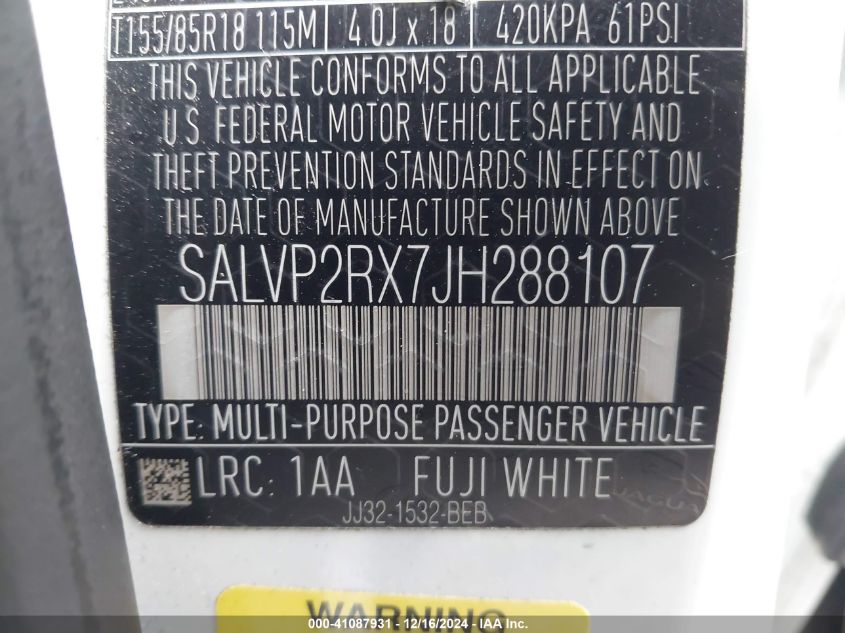 T155/85R18 115M 4.0J x 18 420KPA 61PSI
THIS VEHICLE CONFORMS TO ALL APPLICABLE
U.S. FEDERAL MOTOR VEHICLE SAFETY AND
THEFT PREVENTION STANDARDS IN EFFECT ON
THE DATE OF MANUFACTURE SHOWN ABOVE
SALVP2RX7JH288107
TYPE: MULTI-PURPOSE PASSENGER VEHICLE
LRC: 1AA FUJI WHITE
JJ32-1532-BEB
WARNING
000-41087931 - 12/16/2024 - IAA Inc.